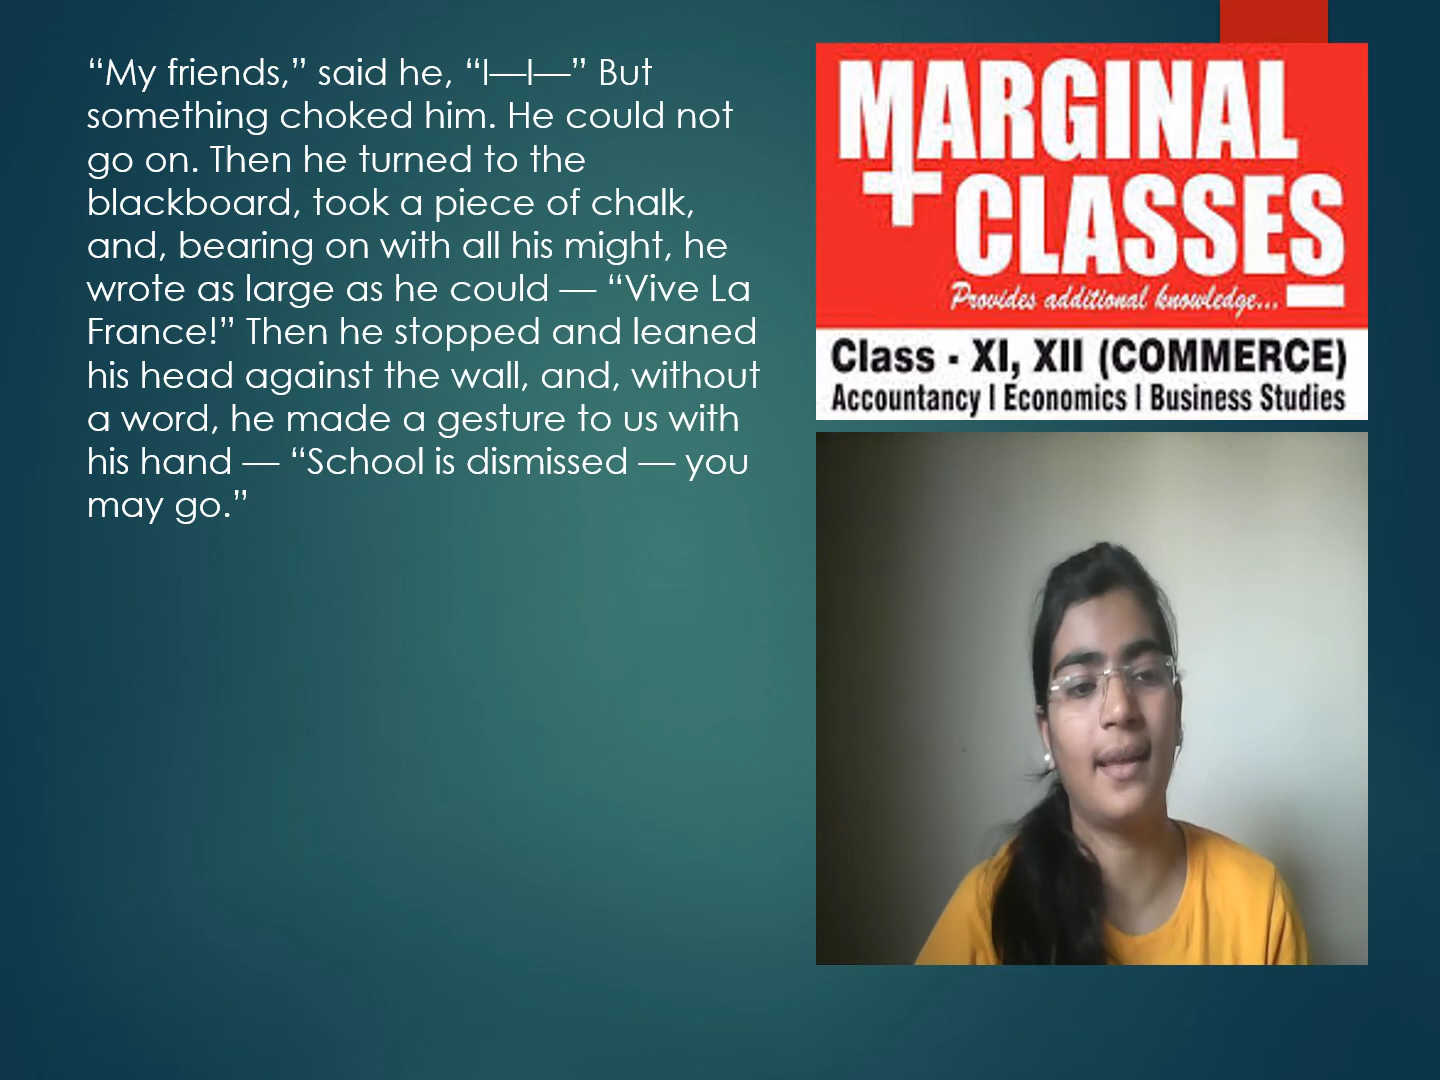 “My friends,” said he, “I—I—” But
something choked him. He could not
go on. Then he turned to the
blackboard, took a piece of chalk,
and, bearing on with all his might, he
wrote as large as he could — “Vive La
France!” Then he stopped and leaned
his head against the wall, and, without
a word, he made a gesture to us with
his hand — “School is dismissed — you
may go.”
MARGINAL
+CLASSES
Provides additional knowledge...
Class - XI, XII (COMMERCE)
Accountancy I Economics I Business Studies